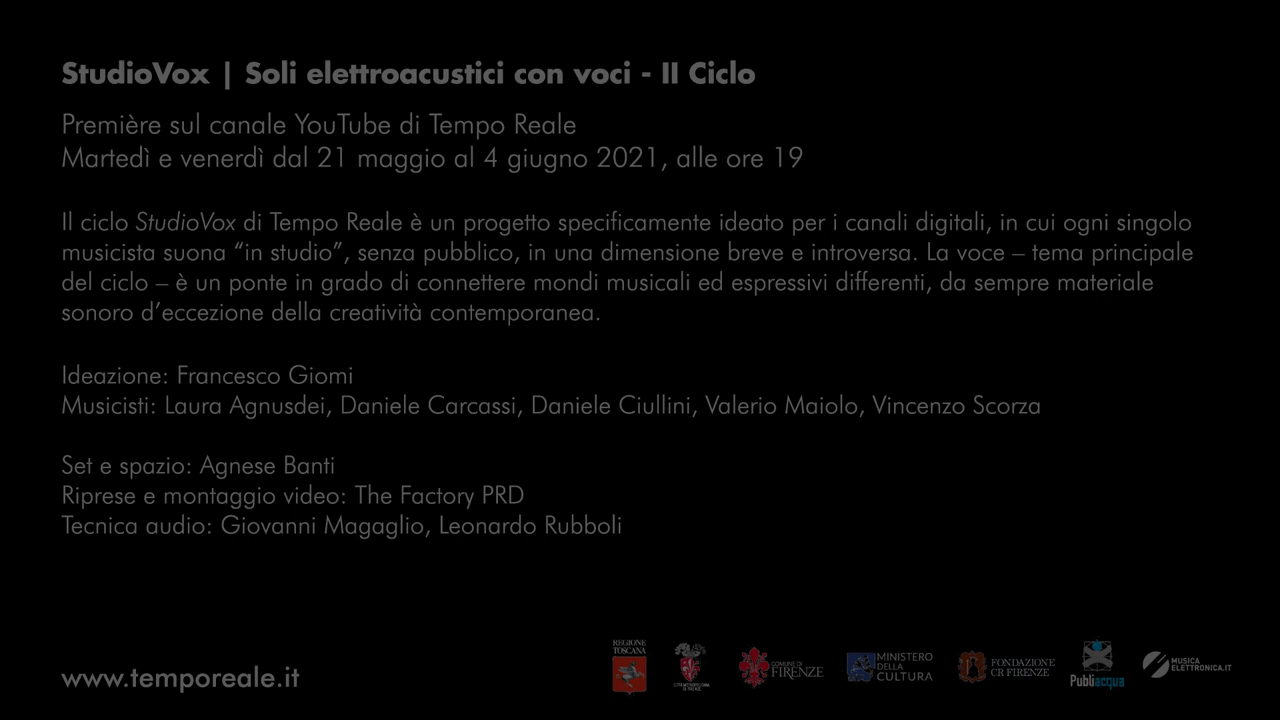 StudioVox | Soli elettroacustici con voci - II Ciclo
Première sul canale YouTube di Tempo Reale
Martedì e venerdì dal 21 maggio al 4 giugno 2021, alle ore 19
Il ciclo StudioVox di Tempo Reale è un progetto specificamente ideato per i canali digitali, in cui ogni singolo
musicista suona “in studio”, senza pubblico, in una dimensione breve e introversa. La voce – tema principale
del ciclo – è un ponte in grado di connettere mondi musicali ed espressivi differenti, da sempre materiale
sonoro d’eccezione della creatività contemporanea.
Ideazione: Francesco Giomi
Musicisti: Laura Agnusdei, Daniele Carcassi, Daniele Ciullini, Valerio Maiolo, Vincenzo Scorza
Set e spazio: Agnese Banti
Riprese e montaggio video: The Factory PRD
Tecnica audio: Giovanni Magaglio, Leonardo Rubboli
www.temporeale.it
REGIONE
TOSCANA
CITTÀ METROPOLITANA
DI FIRENZE
COMUNE DI
FIRENZE
MINISTERO
DELLA
CULTURA
FONDAZIONE
CR FIRENZE
Publiacqua
MUSICA
ELETTRONICA.IT